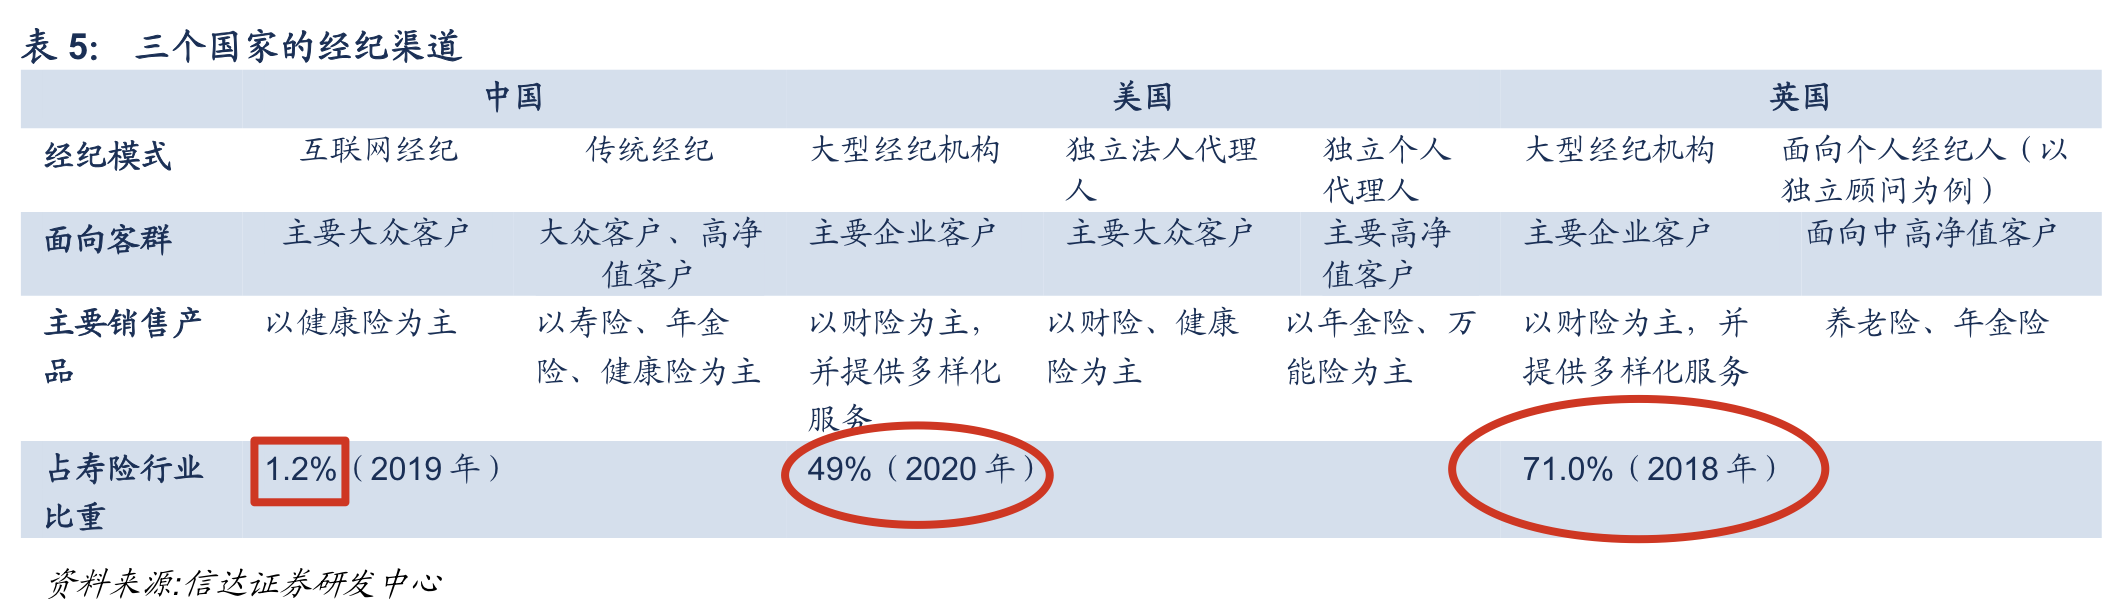 表 5: 三个国家的经纪渠道
中国 美国 英国
经纪模式 互联网经纪 传统经纪 大型经纪机构 独立法人代理人 独立个人代理人 大型经纪机构 面向个人经纪人（以独立顾问为例）
面向客群 主要大众客户 大众客户、高净值客户 主要企业客户 主要大众客户 主要高净值客户 主要企业客户 面向中高净值客户
主要销售产品 以健康险为主 以寿险、年金险、健康险为主 以财险为主，并提供多样化服务 以财险、健康险为主 以年金险、万能险为主 以财险为主，并提供多样化服务 养老险、年金险
占寿险行业比重 1.2%（2019 年） 49%（2020 年） 71.0%（2018 年）
资料来源:信达证券研发中心